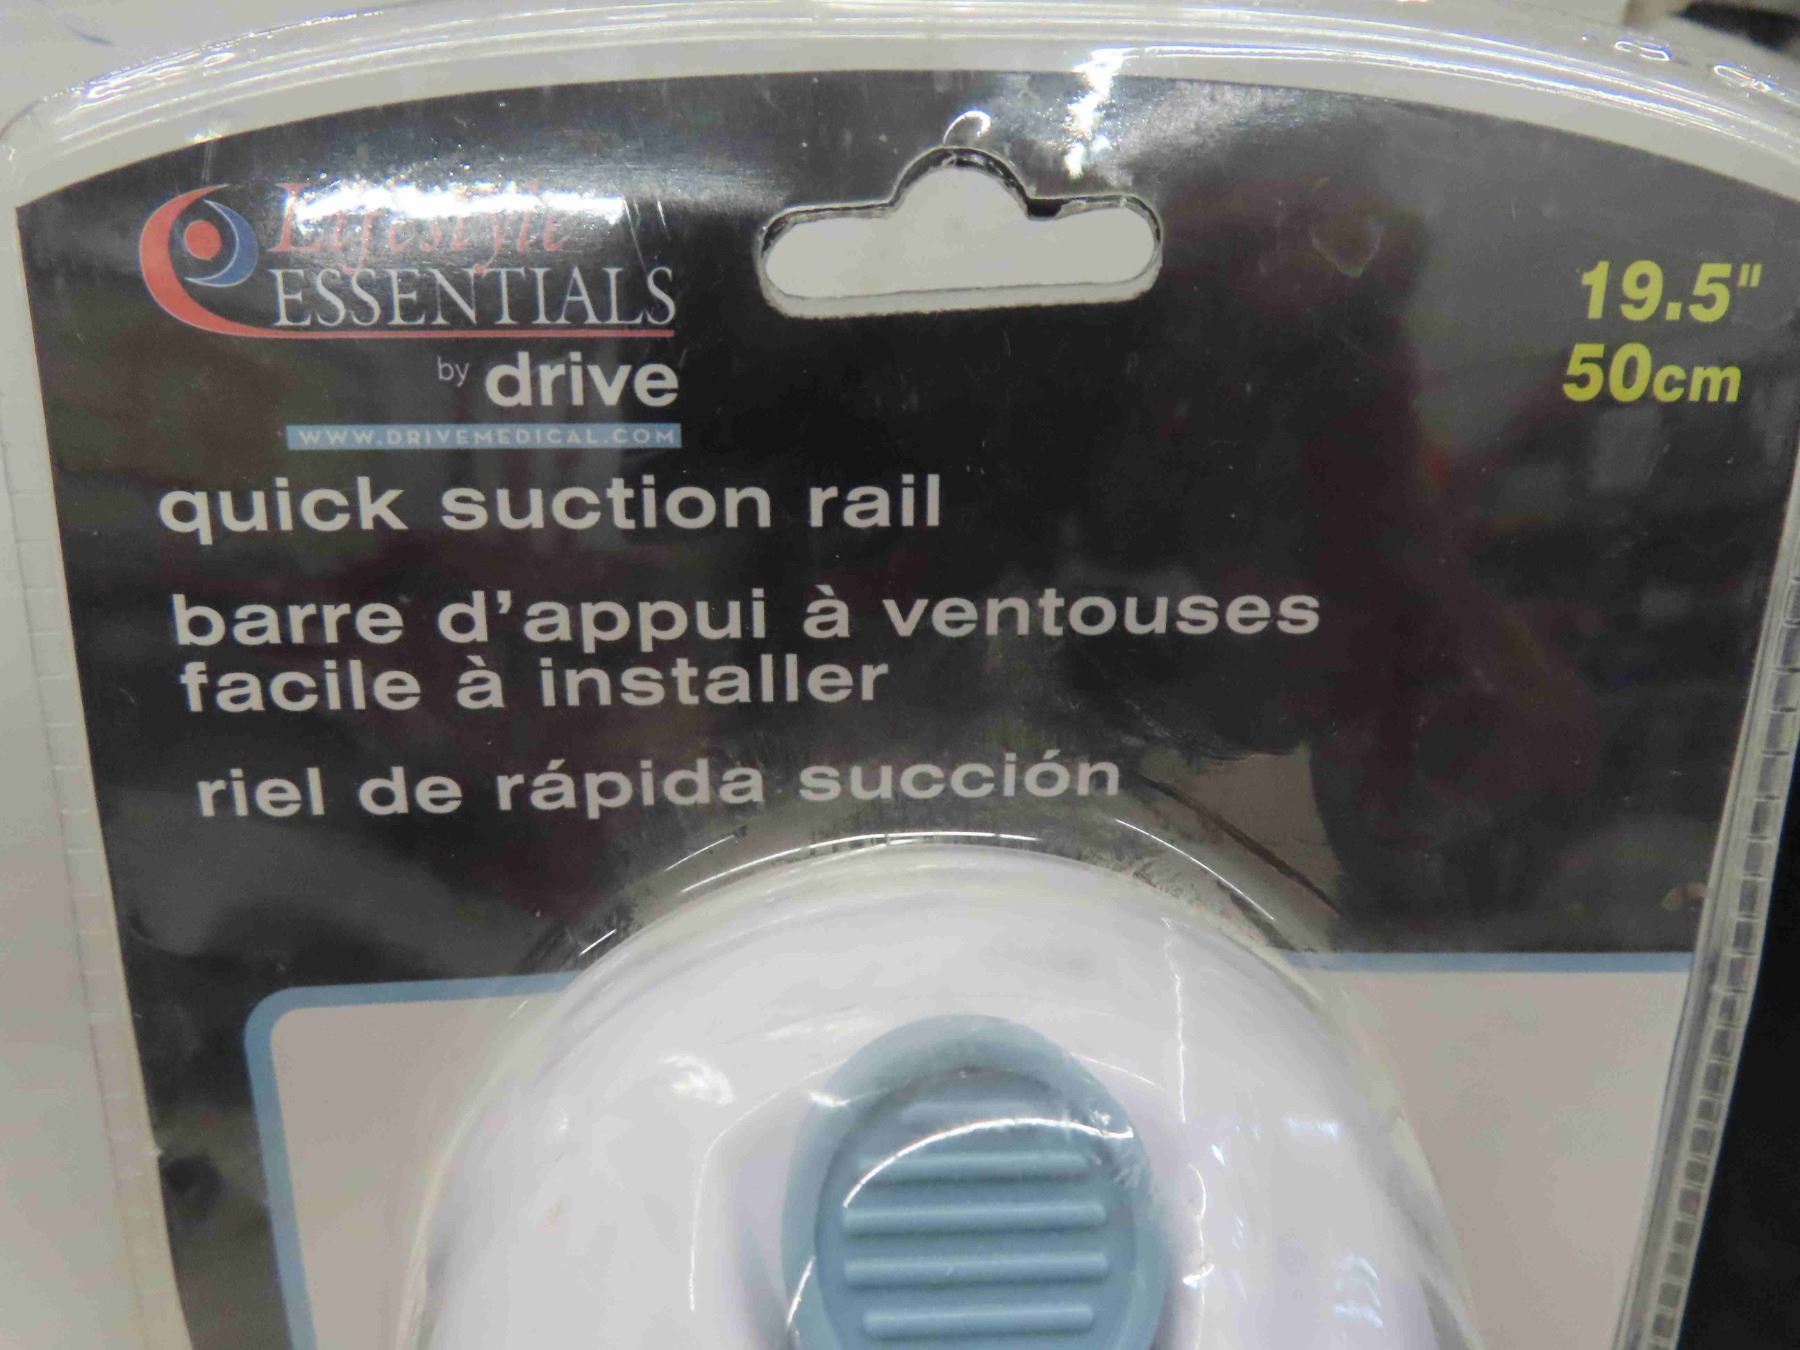 Lifestyle
ESSENTIALS
by drive
WWW.DRIVEMEDICAL.COM
19.5"
50cm
quick suction rail
barre d'appui à ventouses
facile à installer
riel de rápida succión